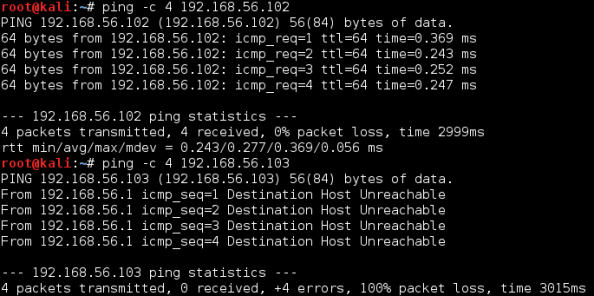 root@kali:~# ping -c 4 192.168.56.102
PING 192.168.56.102 (192.168.56.102) 56(84) bytes of data.
64 bytes from 192.168.56.102: icmp_req=1 ttl=64 time=0.369 ms
64 bytes from 192.168.56.102: icmp_req=2 ttl=64 time=0.243 ms
64 bytes from 192.168.56.102: icmp_req=3 ttl=64 time=0.252 ms
64 bytes from 192.168.56.102: icmp_req=4 ttl=64 time=0.247 ms
--- 192.168.56.102 ping statistics ---
4 packets transmitted, 4 received, 0% packet loss, time 2999ms
rtt min/avg/max/mdev = 0.243/0.277/0.369/0.056 ms
root@kali:~# ping -c 4 192.168.56.103
PING 192.168.56.103 (192.168.56.103) 56(84) bytes of data.
From 192.168.56.1 icmp_seq=1 Destination Host Unreachable
From 192.168.56.1 icmp_seq=2 Destination Host Unreachable
From 192.168.56.1 icmp_seq=3 Destination Host Unreachable
From 192.168.56.1 icmp_seq=4 Destination Host Unreachable
--- 192.168.56.103 ping statistics ---
4 packets transmitted, 0 received, +4 errors, 100% packet loss, time 3015ms